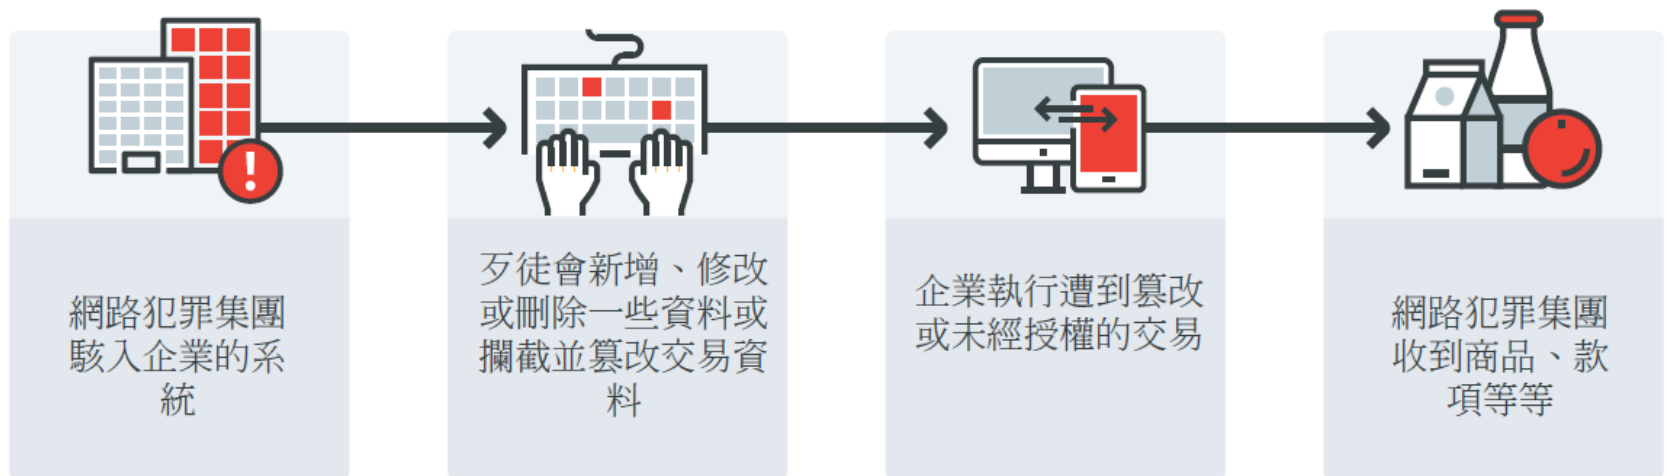 網路犯罪集團
駭入企業的系
統
歹徒會新增、修改
或刪除一些資料或
攔截並篡改交易資
料
企業執行遭到篡改
或未經授權的交易
網路犯罪集團
收到商品、款
項等等